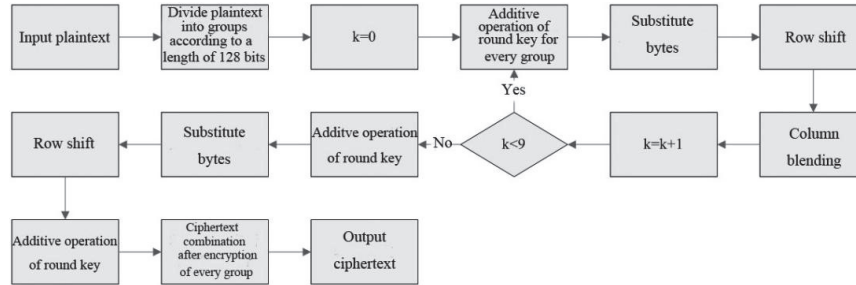 Input plaintext
Divide plaintext
into groups
according to a
length of 128 bits
k=0
Additive
operation of
round key for
every group
Substitute
bytes
Row shift
Yes
Row shift
Substitute
bytes
Additve operation
of round key
No
k<9
k=k+1
Column
blending
Additive operation
of round key
Ciphertext
combination
after encryption
of every group
Output
ciphertext